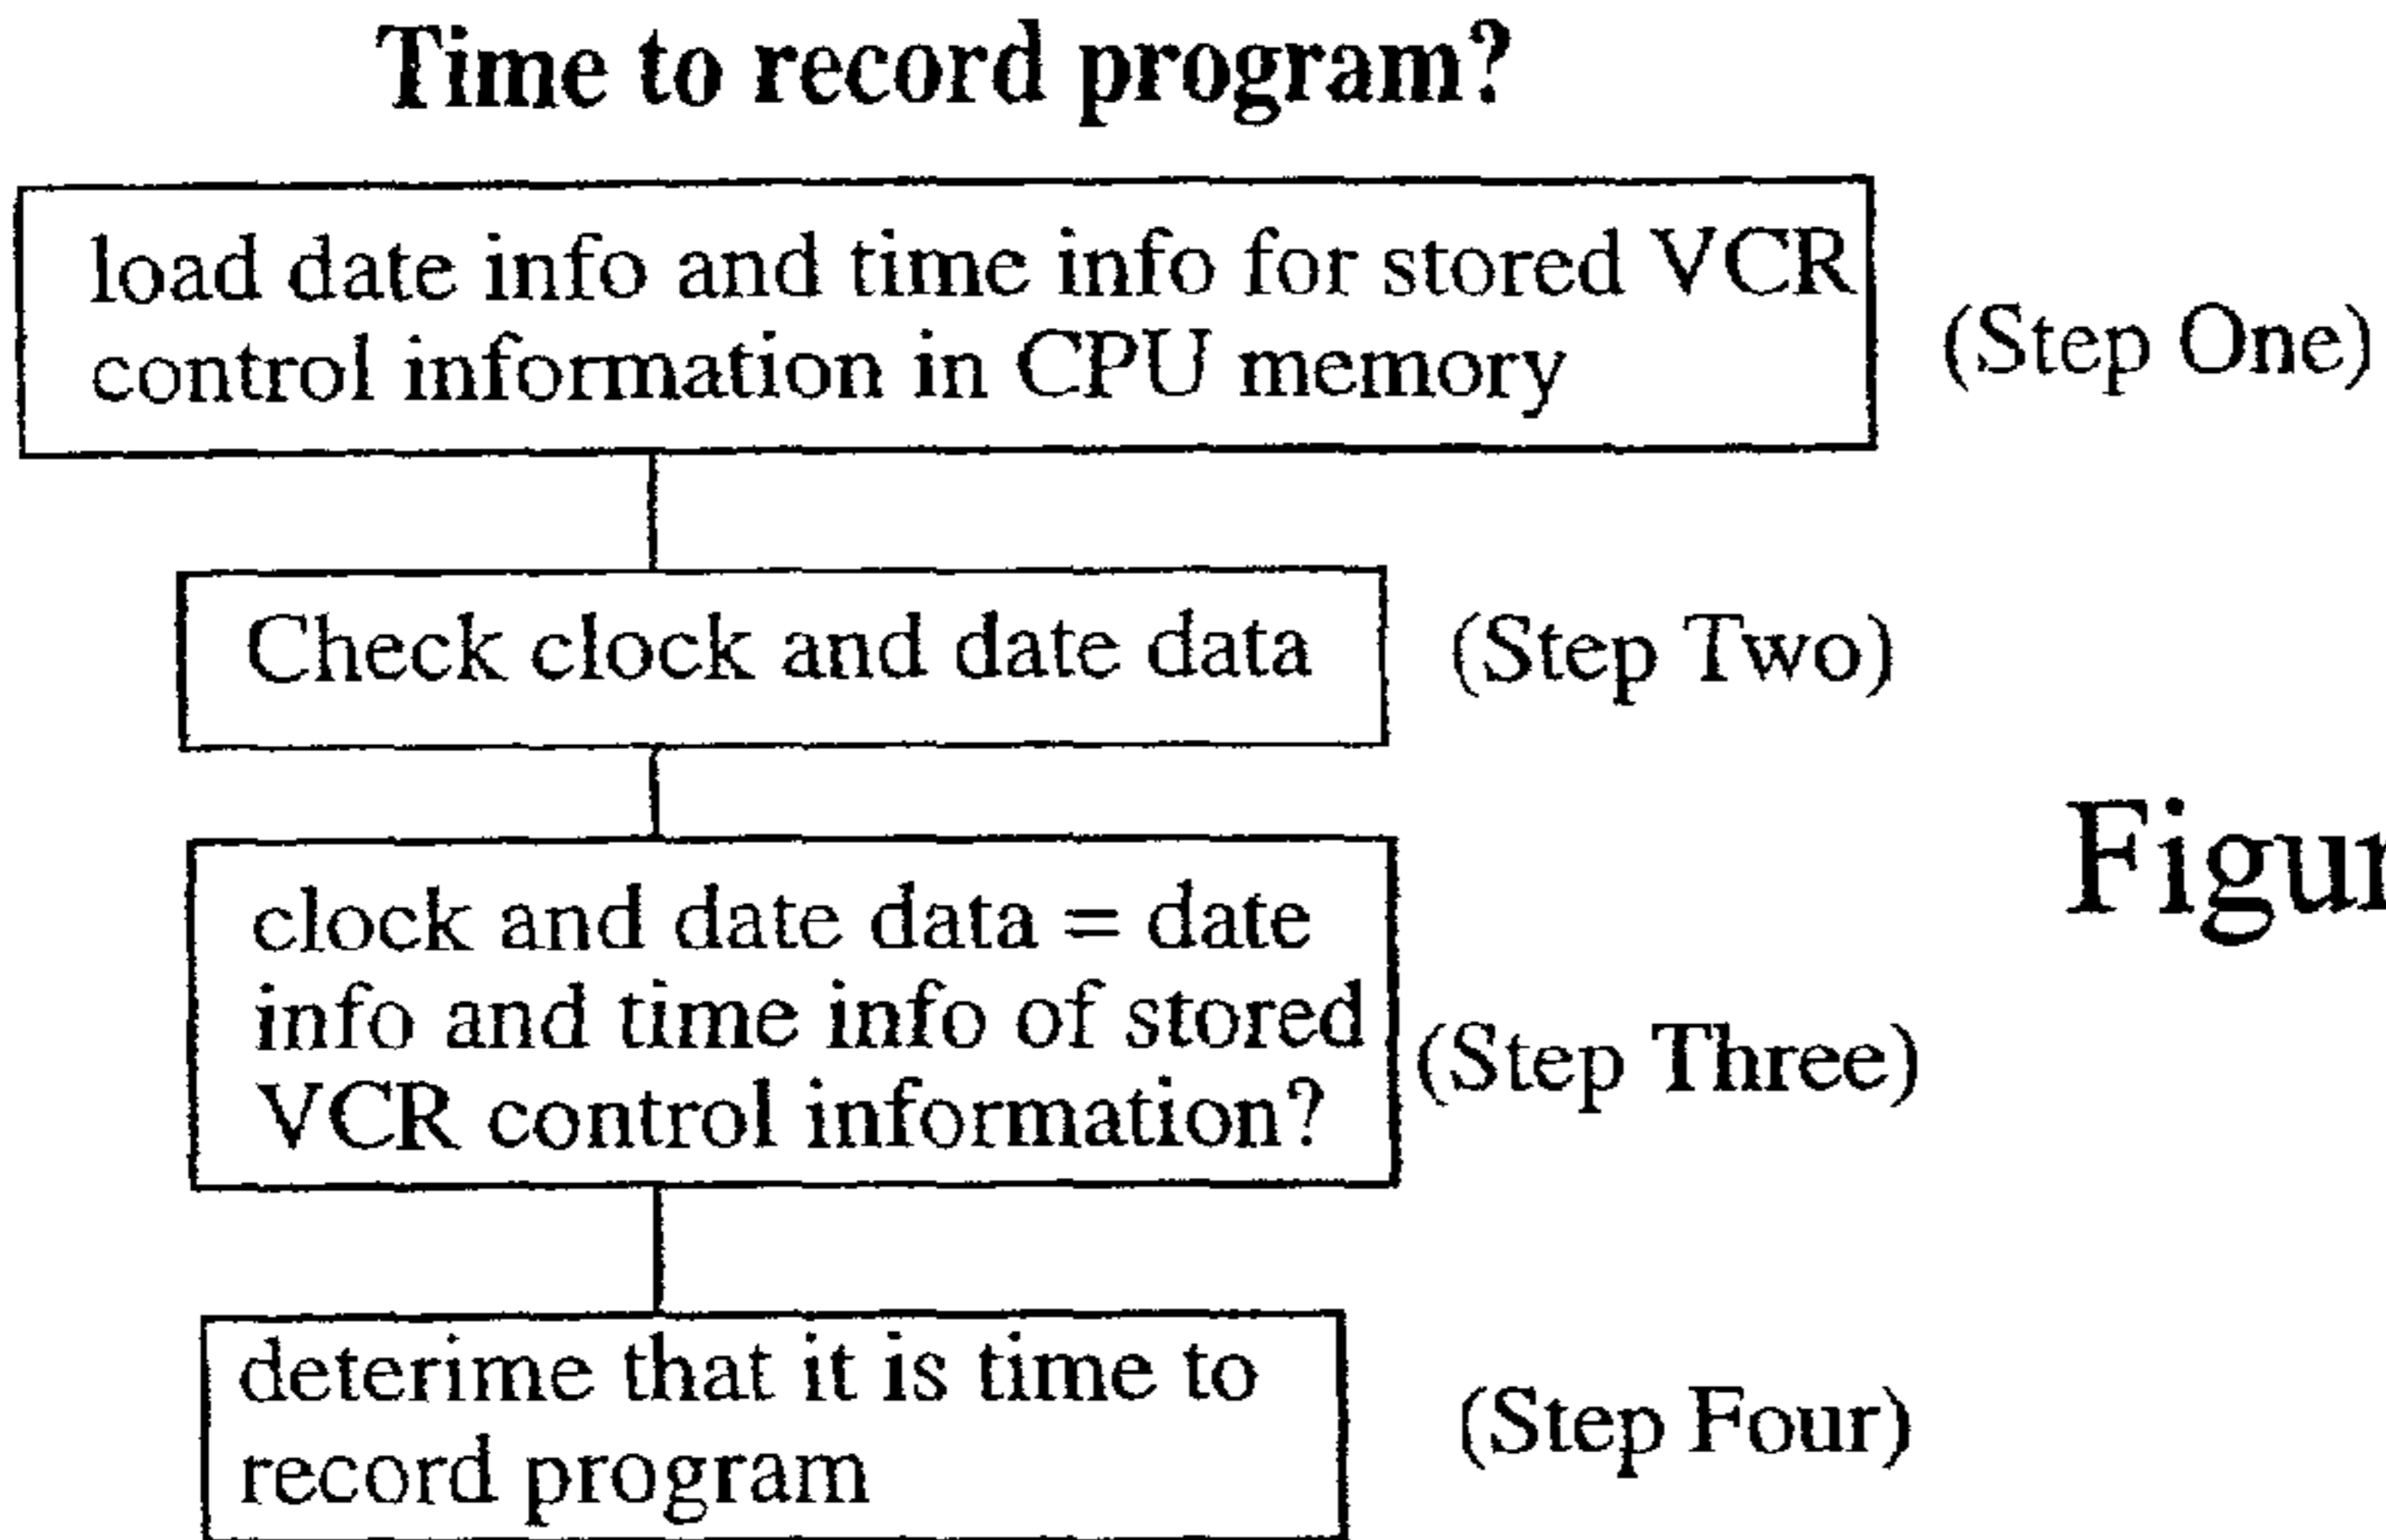 Time to record program?
load date info and time info for stored VCR
control information in CPU memory
(Step One)
Check clock and date data
(Step Two)
clock and date data = date
info and time info of stored
VCR control information?
(Step Three)
deterime that it is time to
record program
(Step Four)